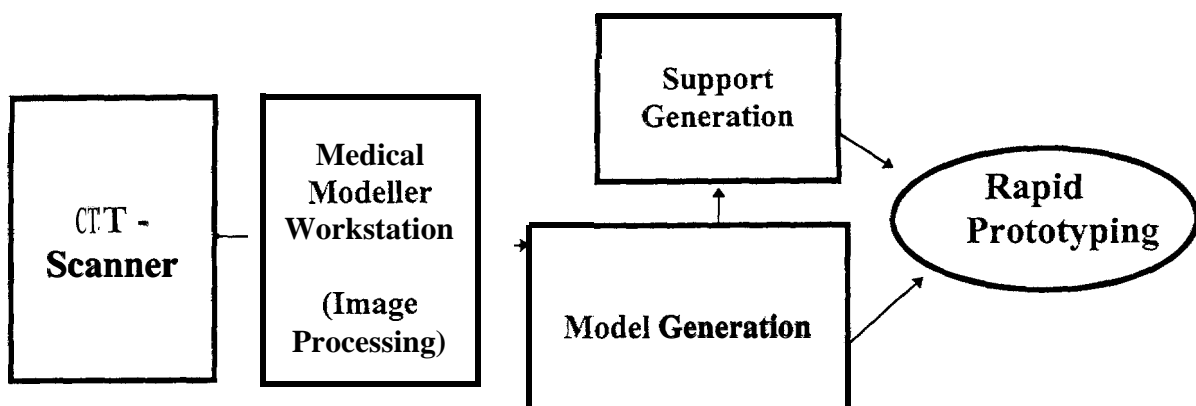 CT.T -
Scanner
Medical
Modeller
Workstation
(Image
Processing)
Support
Generation
Model Generation
Rapid
Prototyping